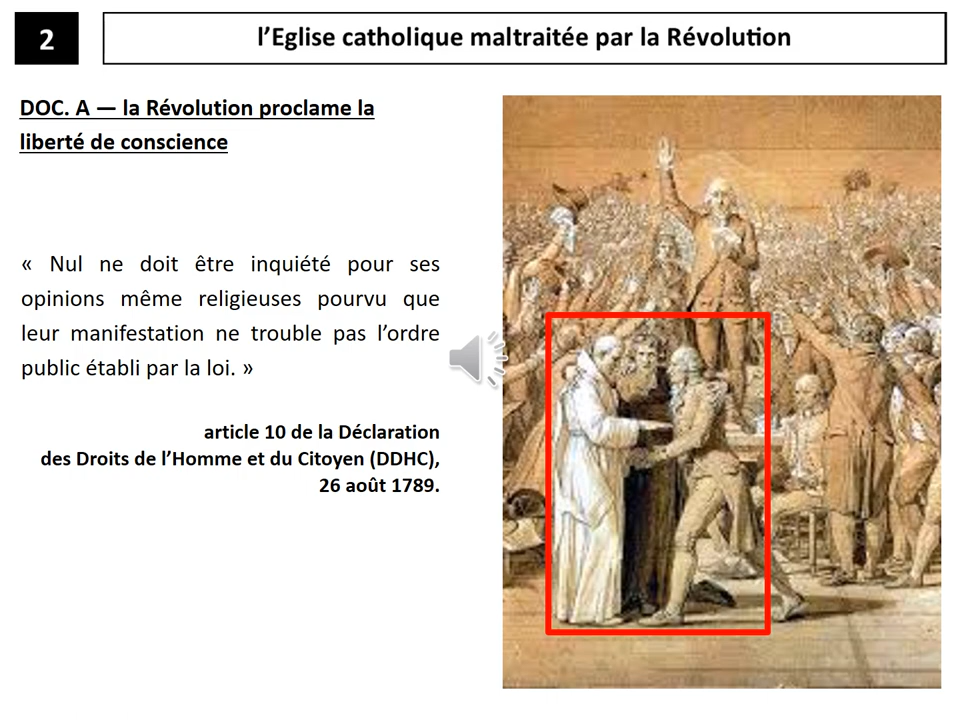 2
l’Eglise catholique maltraitée par la Révolution
DOC. A — la Révolution proclame la
liberté de conscience
« Nul ne doit être inquiété pour ses
opinions même religieuses pourvu que
leur manifestation ne trouble pas l’ordre
public établi par la loi. »
article 10 de la Déclaration
des Droits de l’Homme et du Citoyen (DDHC),
26 août 1789.